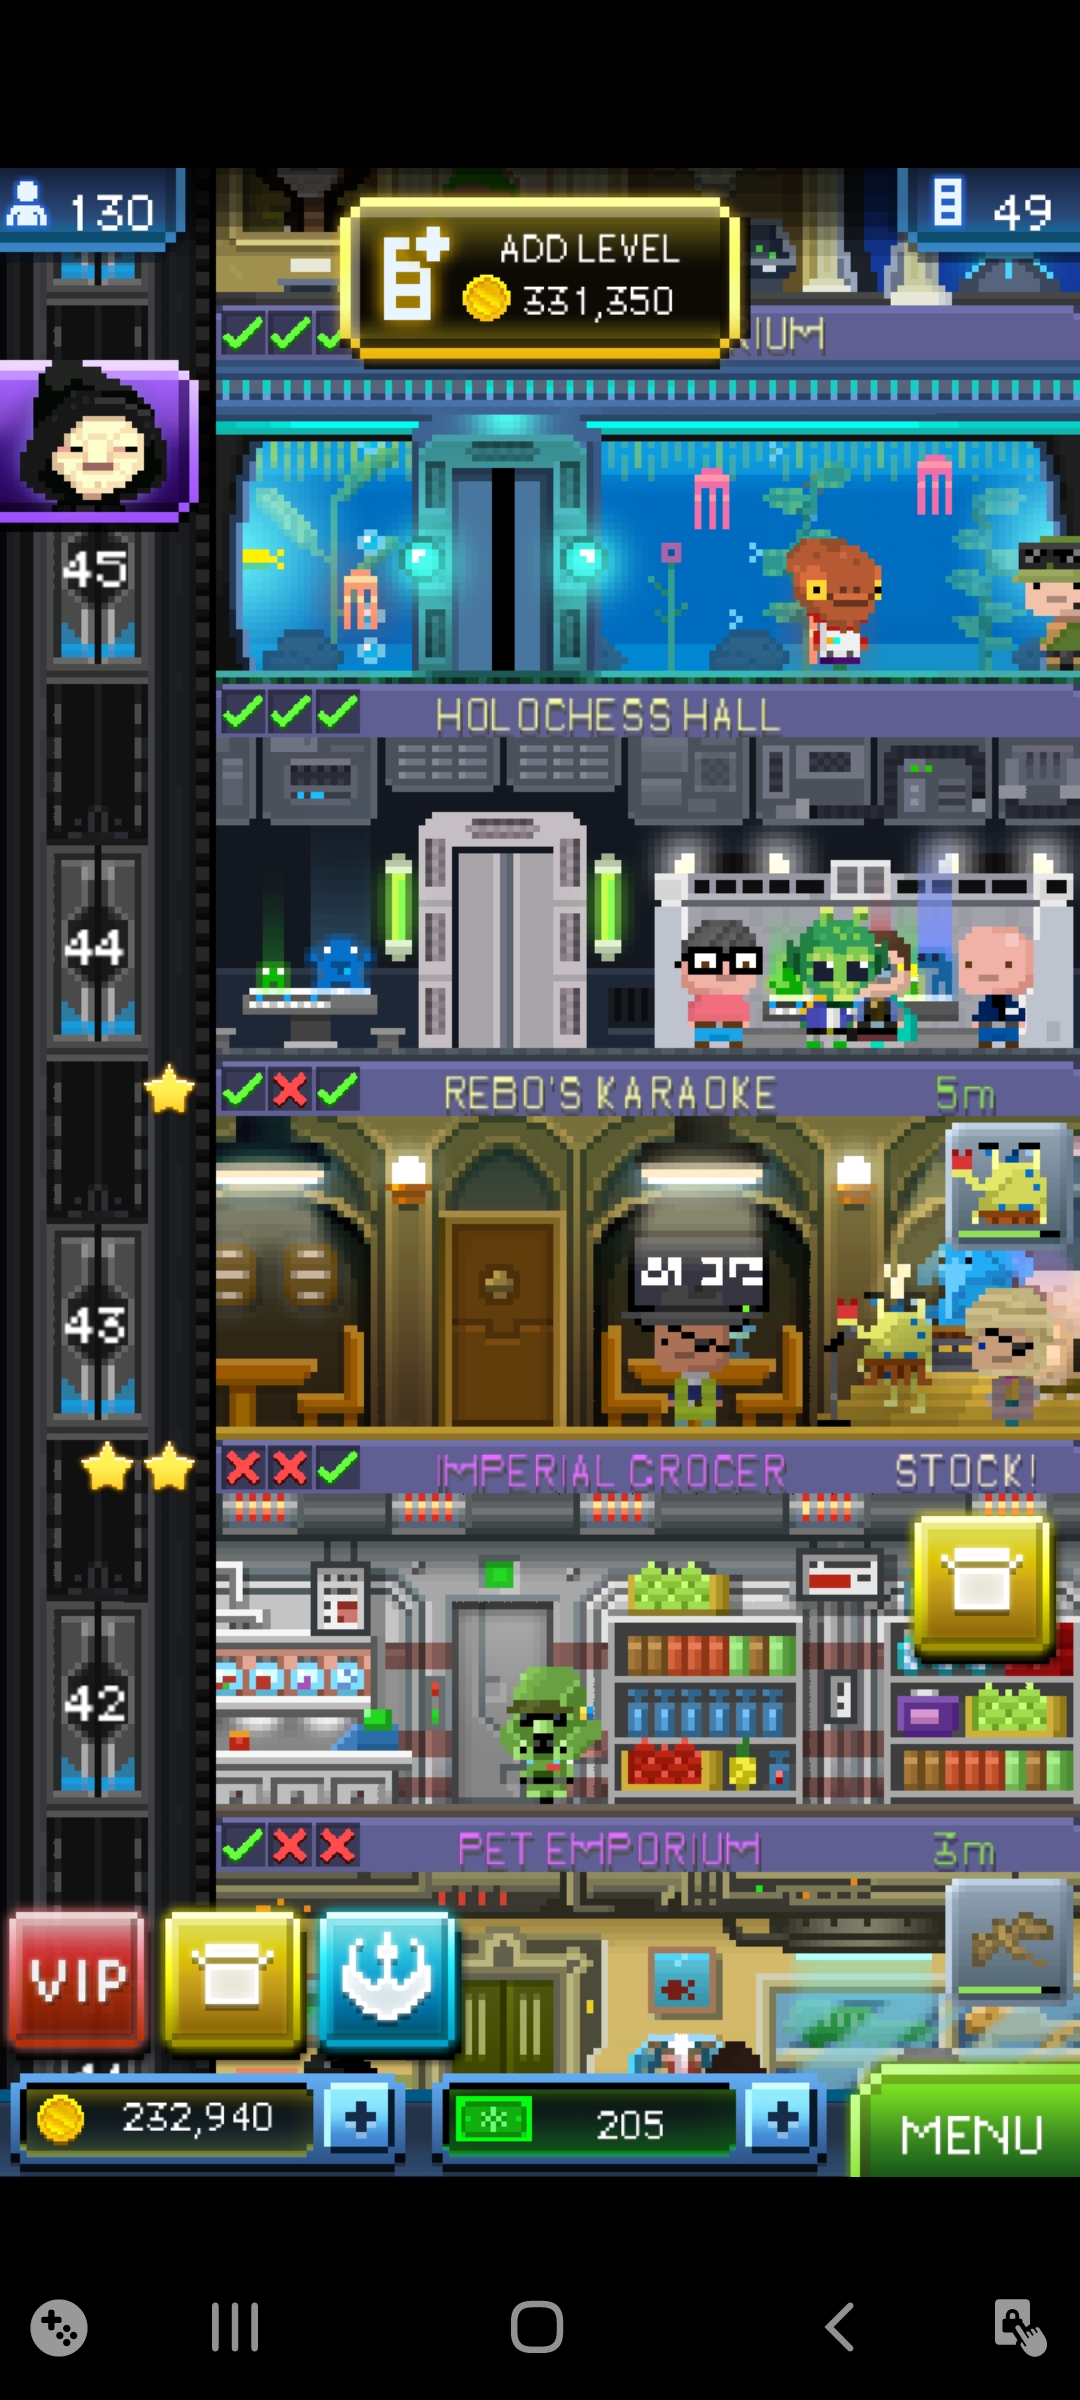 130
49
ADD LEVEL
331,350
RIUM
45
HOLOCHESS HALL
44
REBO'S KARAOKE 5m
43
IMPERIAL GROCER STOCK!
42
PET EMPORIUM 3m
VIP
232,940 +
205 +
MENU